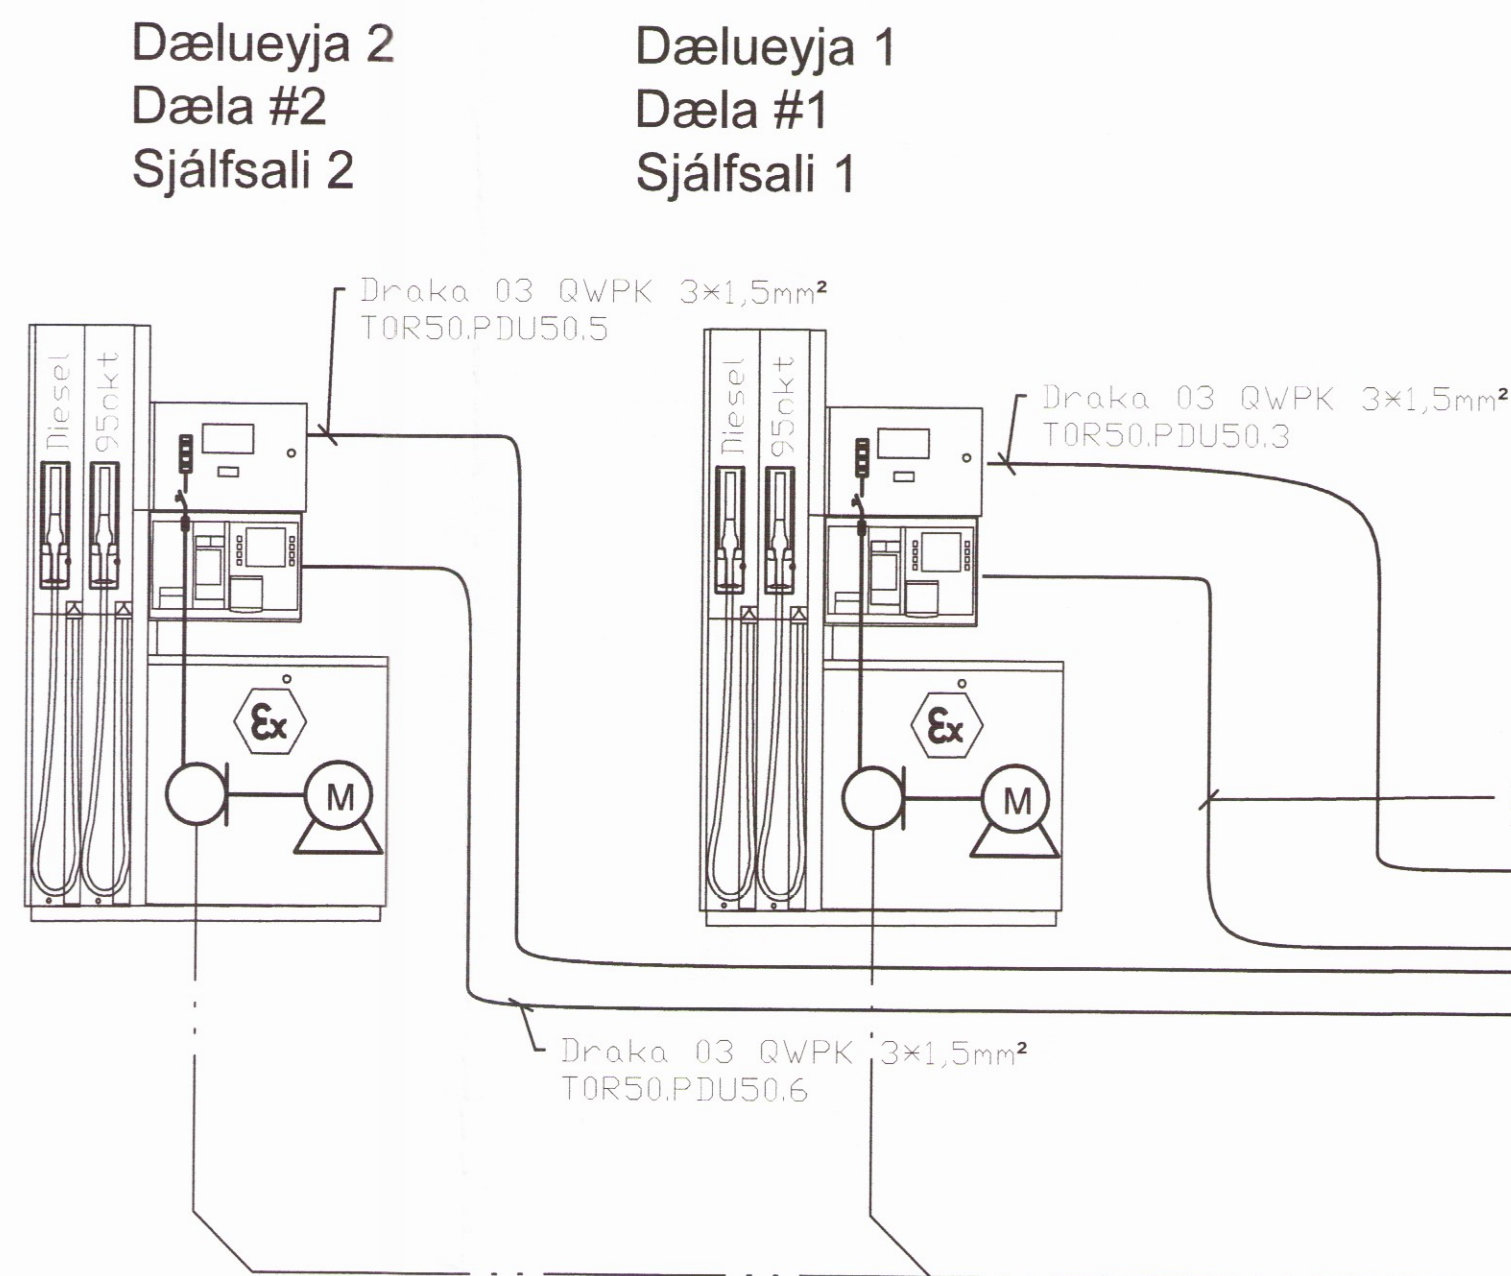 Dælueyja 2
Dæla #2
Sjálfsali 2
Dælueyja 1
Dæla #1
Sjálfsali 1
Draka 03 QWPK 3×1,5mm²
TOR50.PDU50.5
Draka 03 QWPK 3×1,5mm²
TOR50.PDU50.3
Diesel
95okt
Diesel
95okt
Ex
M
Ex
M
Draka 03 QWPK 3×1,5mm²
TOR50.PDU50.6